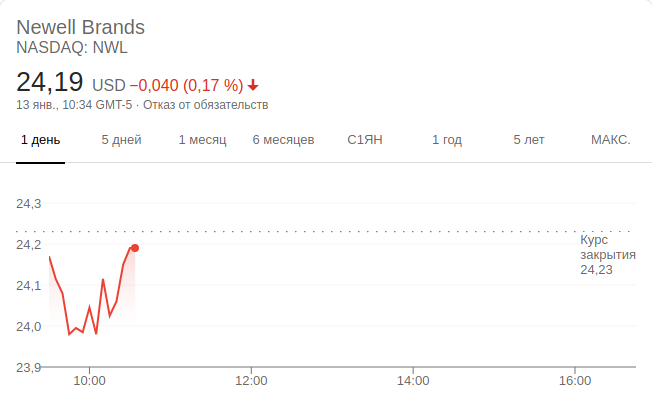 Newell Brands
NASDAQ: NWL
24,19 USD −0,040 (0,17 %)
13 янв., 10:34 GMT-5 · Отказ от обязательств
1 день 5 дней 1 месяц 6 месяцев С1ЯН 1 год 5 лет МАКС.
24,3
24,2
24,1
24,0
23,9
Курс
закрытия
24,23
10:00 12:00 14:00 16:00